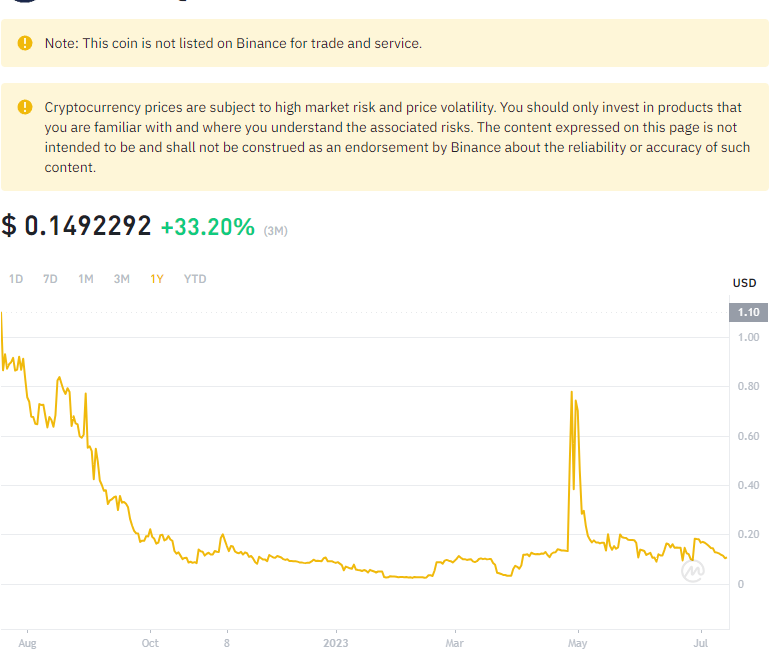 Note: This coin is not listed on Binance for trade and service.
Cryptocurrency prices are subject to high market risk and price volatility. You should only invest in products that
you are familiar with and where you understand the associated risks. The content expressed on this page is not
intended to be and shall not be construed as an endorsement by Binance about the reliability or accuracy of such
content.
$ 0.1492292 +33.20% (3M)
1D 7D 1M 3M 1Y YTD
USD
1.10
1.00
0.80
0.60
0.40
0.20
0
Aug Oct 8 2023 Mar May Jul